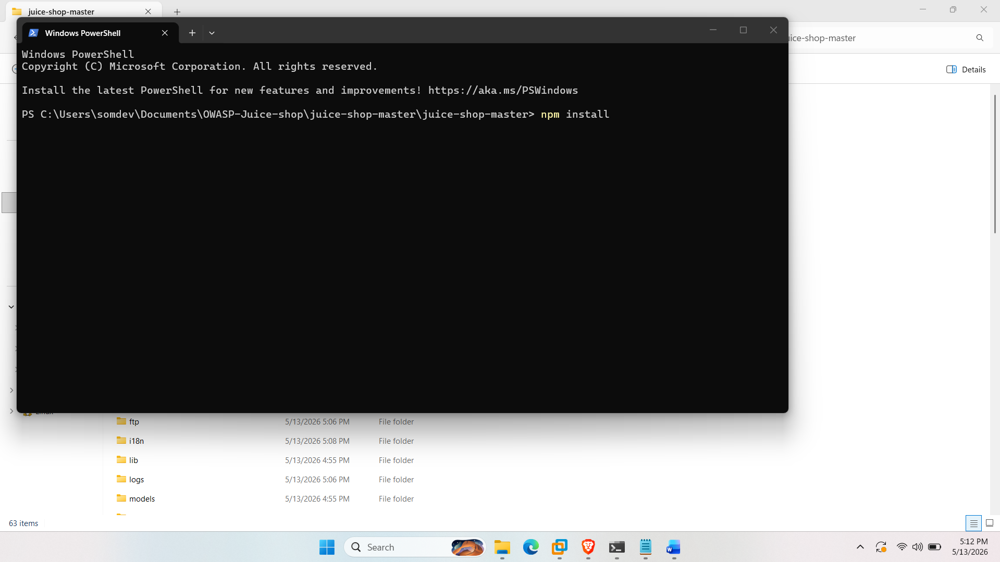 juice-shop-master
Windows PowerShell
ice-shop-master
Windows PowerShell
Copyright (C) Microsoft Corporation. All rights reserved.
Details
Install the latest PowerShell for new features and improvements! https://aka.ms/PSWindows
PS C:\Users\somdev\Documents\OWASP-Juice-shop\juice-shop-master\juice-shop-master> npm install
ftp 5/13/2026 5:06 PM File folder
i18n 5/13/2026 5:08 PM File folder
lib 5/13/2026 4:55 PM File folder
logs 5/13/2026 5:06 PM File folder
models 5/13/2026 4:55 PM File folder
63 items
Search
5:12 PM
5/13/2026